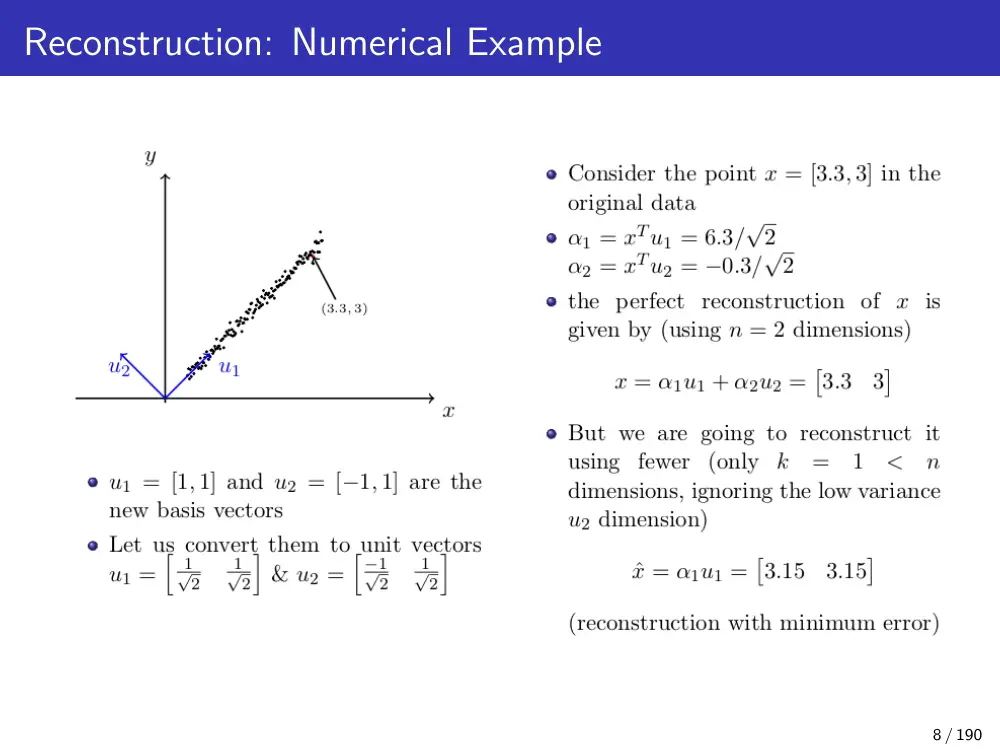 Reconstruction: Numerical Example
y
(3.3, 3)
u₂
u₁
x
u₁ = [1, 1] and u₂ = [−1, 1] are the
new basis vectors
Let us convert them to unit vectors
u₁ = [1/√2 1/√2] & u₂ = [−1/√2 1/√2]
Consider the point x = [3.3, 3] in the
original data
α₁ = xᵀu₁ = 6.3/√2
α₂ = xᵀu₂ = −0.3/√2
the perfect reconstruction of x is
given by (using n = 2 dimensions)
x = α₁u₁ + α₂u₂ = [3.3 3]
But we are going to reconstruct it
using fewer (only k = 1 < n
dimensions, ignoring the low variance
u₂ dimension)
x̂ = α₁u₁ = [3.15 3.15]
(reconstruction with minimum error)
8 / 190